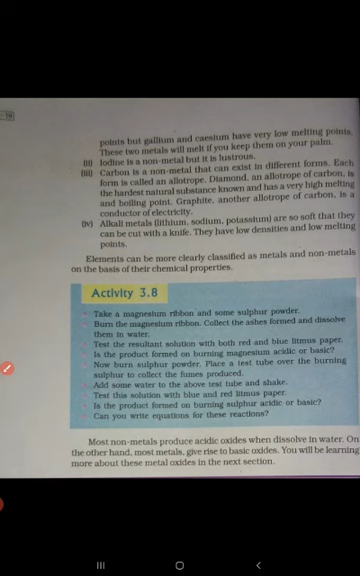 points but gallium and caesium have very low melting points.
These two metals will melt if you keep them on your palm.
(ii) Iodine is a non-metal but it is lustrous.
(iii) Carbon is a non-metal that can exist in different forms. Each
form is called an allotrope. Diamond, an allotrope of carbon, is
the hardest natural substance known and has a very high melting
and boiling point. Graphite, another allotrope of carbon, is a
conductor of electricity.
(iv) Alkali metals (lithium, sodium, potassium) are so soft that they
can be cut with a knife. They have low densities and low melting
points.
Elements can be more clearly classified as metals and non-metals
on the basis of their chemical properties.
Activity 3.8
Take a magnesium ribbon and some sulphur powder.
Burn the magnesium ribbon. Collect the ashes formed and dissolve
them in water.
Test the resultant solution with both red and blue litmus paper.
Is the product formed on burning magnesium acidic or basic?
Now burn sulphur powder. Place a test tube over the burning
sulphur to collect the fumes produced.
Add some water to the above test tube and shake.
Test this solution with blue and red litmus paper.
Is the product formed on burning sulphur acidic or basic?
Can you write equations for these reactions?
Most non-metals produce acidic oxides when dissolve in water. On
the other hand, most metals, give rise to basic oxides. You will be learning
more about these metal oxides in the next section.